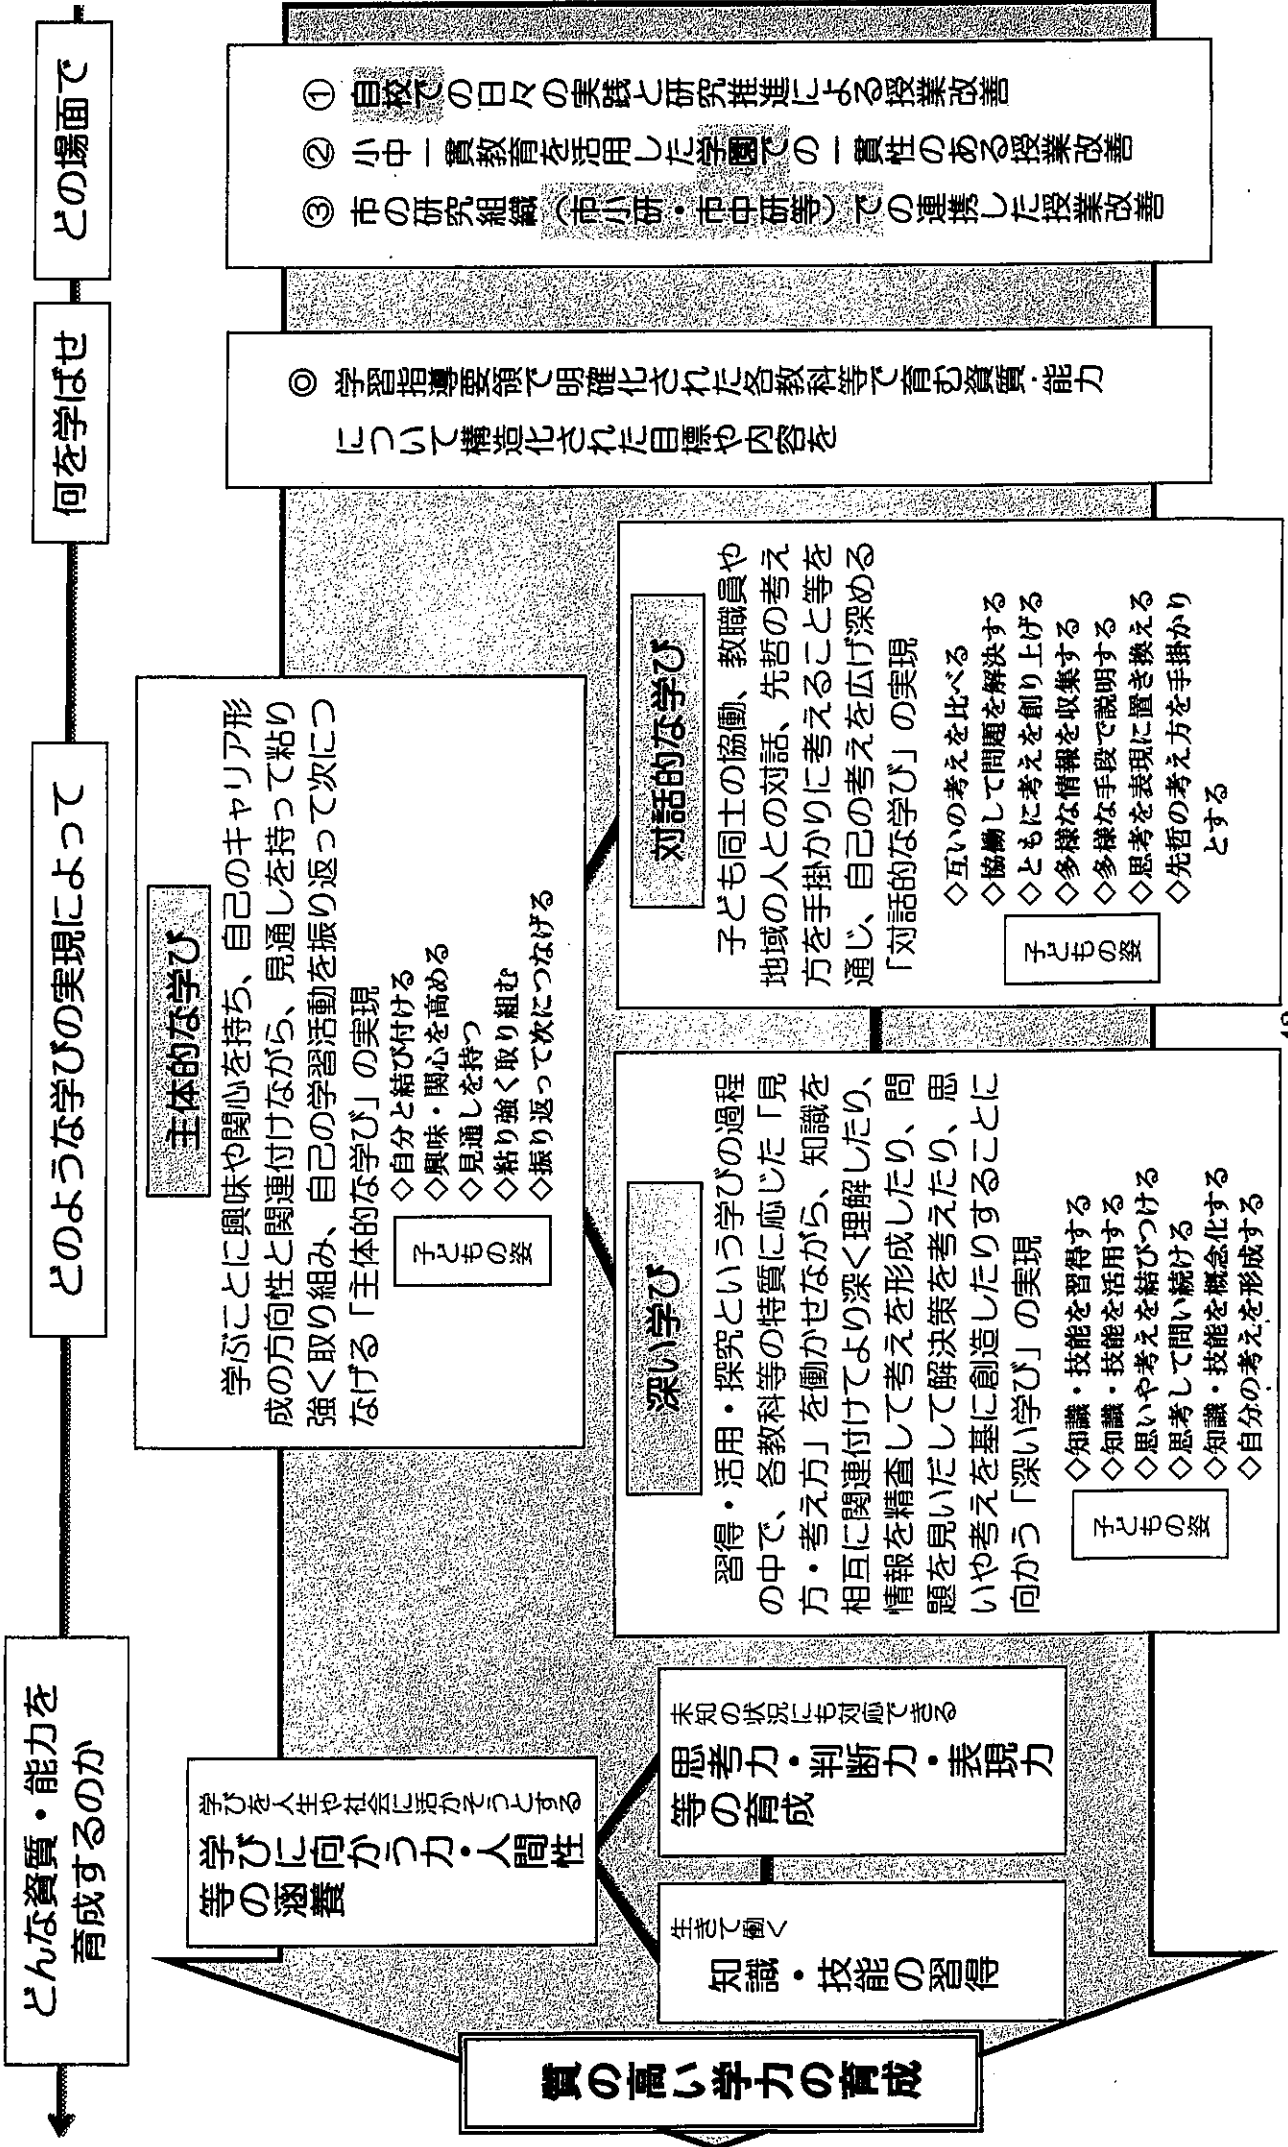 どの場面で
何を学ばせ
どのような学びの実現によって
どんな資質・能力を
育成するのか
① 自校での日々の実践と研究推進による授業改善
② 小中一貫教育を活用した学園での一貫性のある授業改善
③ 市の研究組織(市小研・市中研等)での連携した授業改善
◎ 学習指導要領で明確化された各教科等で育む資質・能力
について構造化された目標や内容を
主体的な学び
学ぶことに興味や関心を持ち、自己のキャリア形
成の方向性と関連付けながら、見通しを持って粘り
強く取り組み、自己の学習活動を振り返って次につ
なげる「主体的な学び」の実現
子どもの姿
◇自分と結び付ける
◇興味・関心を高める
◇見通しを持つ
◇粘り強く取り組む
◇振り返って次につなげる
対話的な学び
子ども同士の協働、教職員や
地域の人との対話、先哲の考え
方を手掛かりに考えること等を
通じ、自己の考えを広げ深める
「対話的な学び」の実現
子どもの姿
◇互いの考えを比べる
◇協働して問題を解決する
◇ともに考えを創り上げる
◇多様な情報を収集する
◇多様な手段で説明する
◇思考を表現に置き換える
◇先哲の考え方を手掛かり
とする
深い学び
習得・活用・探究という学びの過程
の中で、各教科等の特質に応じた「見
方・考え方」を働かせながら、知識を
相互に関連付けてより深く理解したり、
情報を精査して考えを形成したり、問
題を見いだして解決策を考えたり、思
いや考えを基に創造したりすることに
向かう「深い学び」の実現
子どもの姿
◇知識・技能を習得する
◇知識・技能を活用する
◇思いや考えを結びつける
◇思考して問い続ける
◇知識・技能を概念化する
◇自分の考えを形成する
学びを人生や社会に活かそうとする
学びに向かう力・人間性
等の涵養
未知の状況にも対応できる
思考力・判断力・表現力
等の育成
生きて働く
知識・技能の習得
質の高い学力の育成